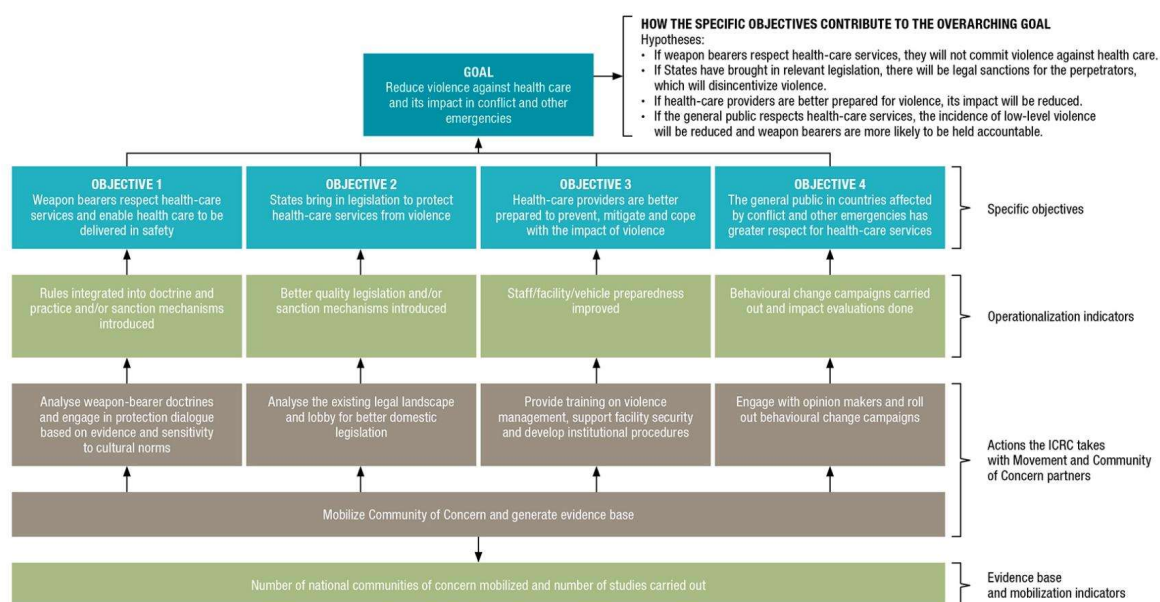 HOW THE SPECIFIC OBJECTIVES CONTRIBUTE TO THE OVERARCHING GOAL
Hypotheses:
• If weapon bearers respect health-care services, they will not commit violence against health care.
• If States have brought in relevant legislation, there will be legal sanctions for the perpetrators,
which will disincentivize violence.
• If health-care providers are better prepared for violence, its impact will be reduced.
• If the general public respects health-care services, the incidence of low-level violence
will be reduced and weapon bearers are more likely to be held accountable.
GOAL
Reduce violence against health care
and its impact in conflict and other
emergencies
OBJECTIVE 1
Weapon bearers respect health-care
services and enable health care to be
delivered in safety
OBJECTIVE 2
States bring in legislation to protect
health-care services from violence
OBJECTIVE 3
Health-care providers are better
prepared to prevent, mitigate and cope
with the impact of violence
OBJECTIVE 4
The general public in countries affected
by conflict and other emergencies has
greater respect for health-care services
Specific objectives
Rules integrated into doctrine and
practice and/or sanction mechanisms
introduced
Better quality legislation and/or
sanction mechanisms introduced
Staff/facility/vehicle preparedness
improved
Behavioural change campaigns carried
out and impact evaluations done
Operationalization indicators
Analyse weapon-bearer doctrines
and engage in protection dialogue
based on evidence and sensitivity
to cultural norms
Analyse the existing legal landscape
and lobby for better domestic
legislation
Provide training on violence
management, support facility security
and develop institutional procedures
Engage with opinion makers and roll
out behavioural change campaigns
Actions the ICRC takes
with Movement and Community
of Concern partners
Mobilize Community of Concern and generate evidence base
Number of national communities of concern mobilized and number of studies carried out
Evidence base
and mobilization indicators